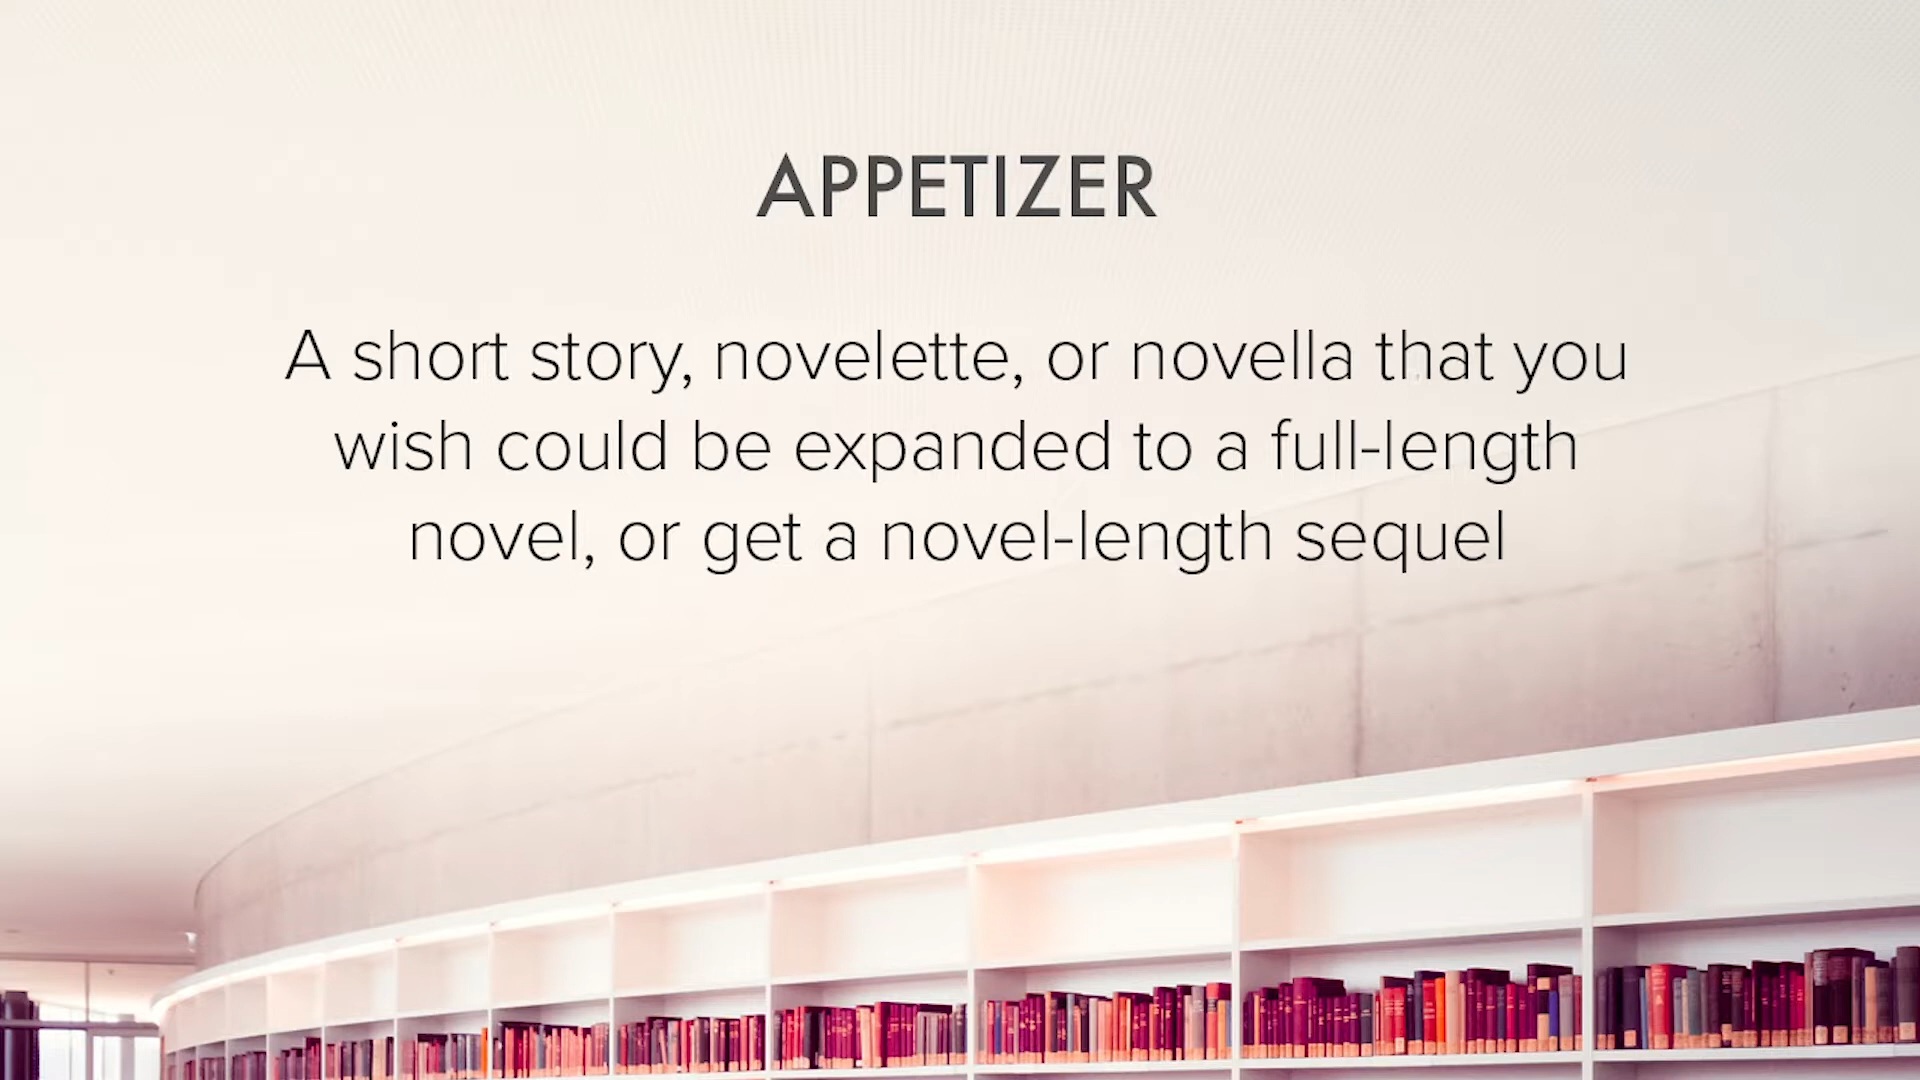 APPETIZER
A short story, novelette, or novella that you
wish could be expanded to a full-length
novel, or get a novel-length sequel